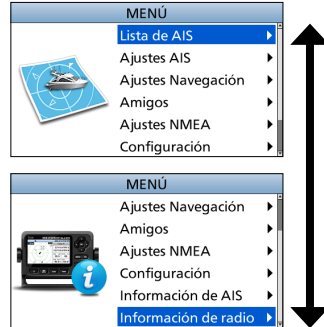 MENÚ
Lista de AIS
Ajustes AIS
Ajustes Navegación
Amigos
Ajustes NMEA
Configuración
MENÚ
Ajustes Navegación
Amigos
Ajustes NMEA
Configuración
Información de AIS
Información de radio